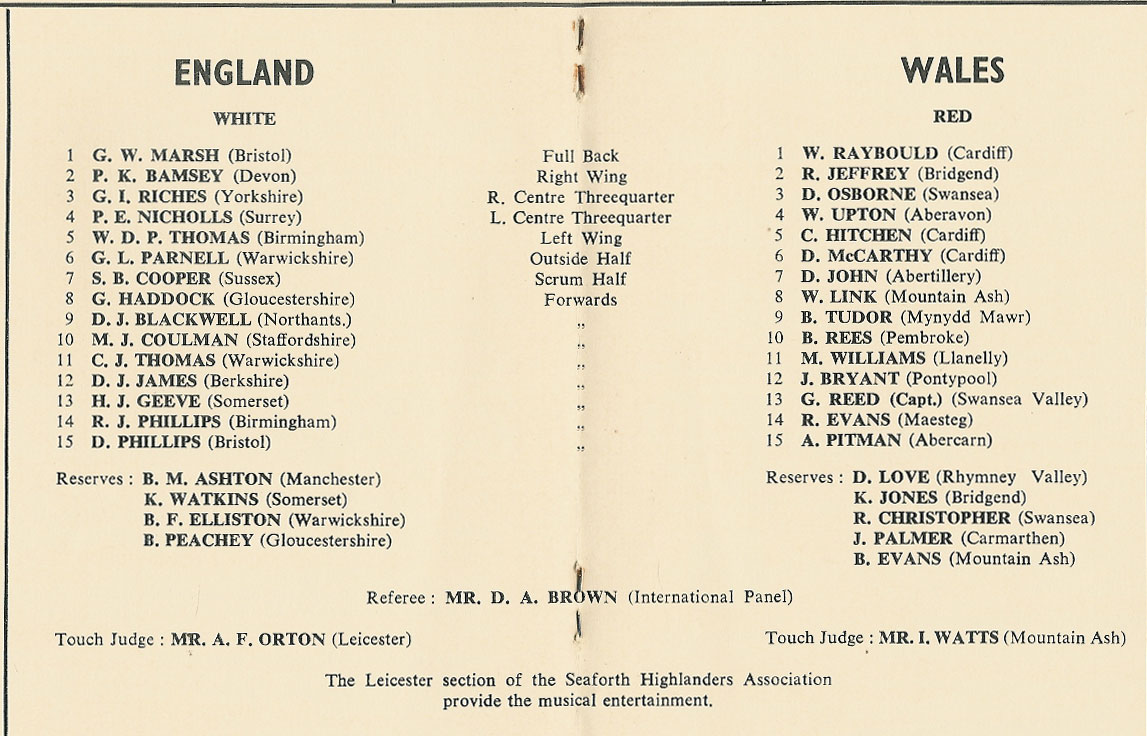 ENGLAND WALES
WHITE RED
1 G. W. MARSH (Bristol) Full Back 1 W. RAYBOULD (Cardiff)
2 P. K. BAMSEY (Devon) Right Wing 2 R. JEFFREY (Bridgend)
3 G. I. RICHES (Yorkshire) R. Centre Threequarter 3 D. OSBORNE (Swansea)
4 P. E. NICHOLLS (Surrey) L. Centre Threequarter 4 W. UPTON (Aberavon)
5 W. D. P. THOMAS (Birmingham) Left Wing 5 C. HITCHEN (Cardiff)
6 G. L. PARNELL (Warwickshire) Outside Half 6 D. McCARTHY (Cardiff)
7 S. B. COOPER (Sussex) Scrum Half 7 D. JOHN (Abertillery)
8 G. HADDOCK (Gloucestershire) Forwards 8 W. LINK (Mountain Ash)
9 D. J. BLACKWELL (Northants.) ,, 9 B. TUDOR (Mynydd Mawr)
10 M. J. COULMAN (Staffordshire) ,, 10 B. REES (Pembroke)
11 C. J. THOMAS (Warwickshire) ,, 11 M. WILLIAMS (Llanelly)
12 D. J. JAMES (Berkshire) ,, 12 J. BRYANT (Pontypool)
13 H. J. GEEVE (Somerset) ,, 13 G. REED (Capt.) (Swansea Valley)
14 R. J. PHILLIPS (Birmingham) ,, 14 R. EVANS (Maesteg)
15 D. PHILLIPS (Bristol) ,, 15 A. PITMAN (Abercarn)
Reserves : B. M. ASHTON (Manchester) Reserves : D. LOVE (Rhymney Valley)
K. WATKINS (Somerset) K. JONES (Bridgend)
B. F. ELLISTON (Warwickshire) R. CHRISTOPHER (Swansea)
B. PEACHEY (Gloucestershire) J. PALMER (Carmarthen)
B. EVANS (Mountain Ash)
Referee : MR. D. A. BROWN (International Panel)
Touch Judge : MR. A. F. ORTON (Leicester) Touch Judge : MR. I. WATTS (Mountain Ash)
The Leicester section of the Seaforth Highlanders Association
provide the musical entertainment.